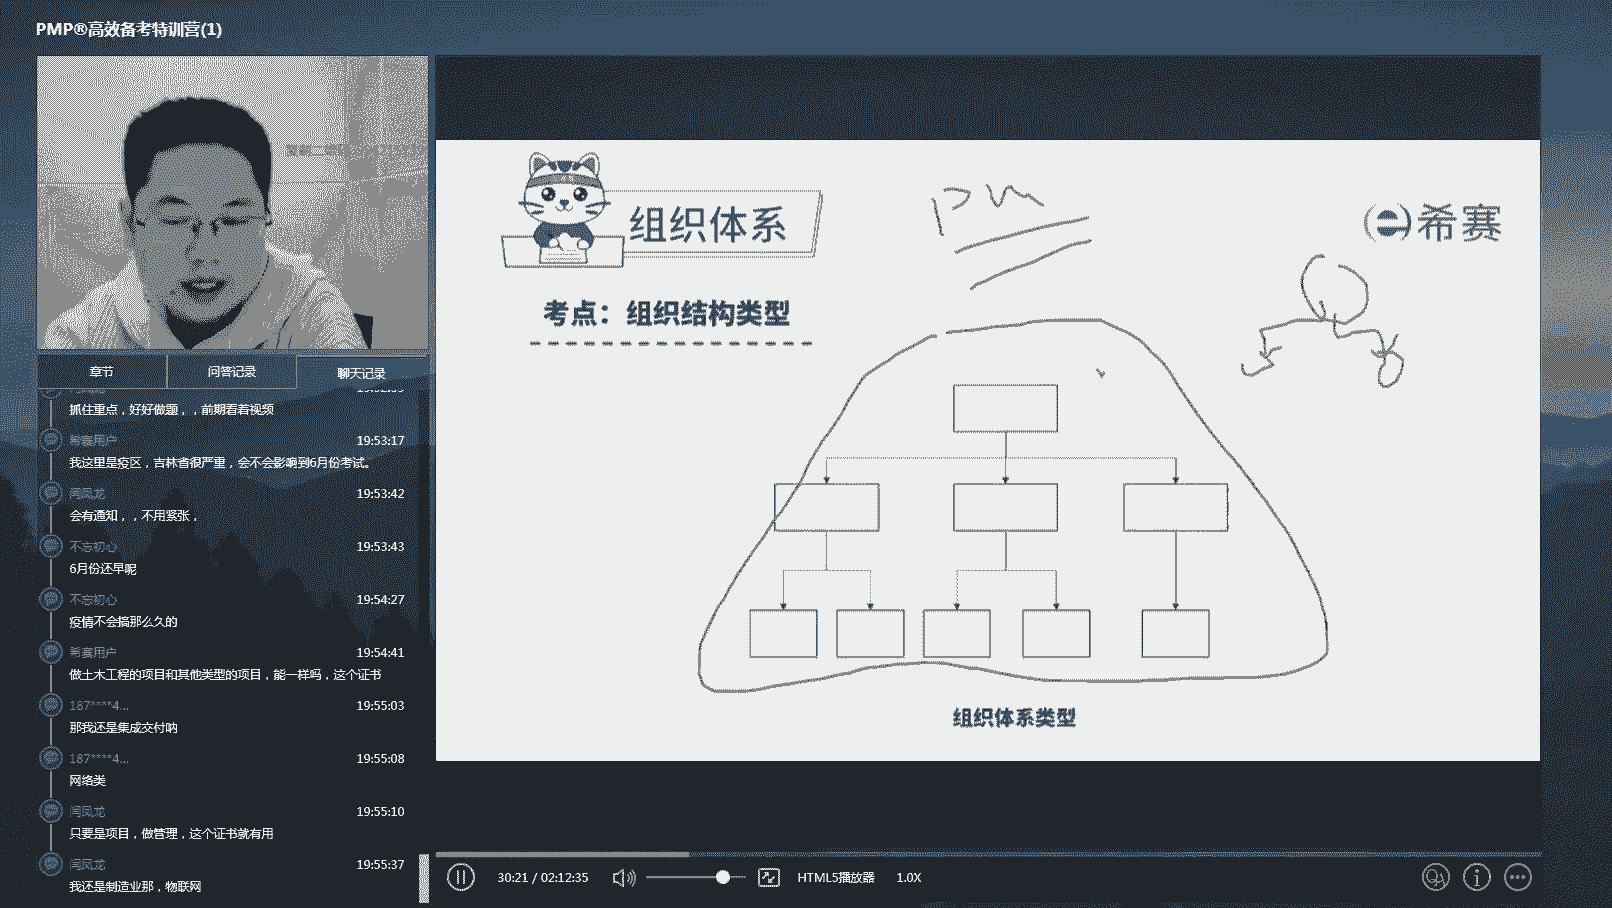 PMP®高效备考特训营(1)
组织体系
PM
希赛
考点：组织结构类型
组织体系类型
章节
问答记录
聊天记录
抓住重点，好好做题，，前期看着视频
希赛用户
19:53:17
我这里是疫区，吉林省很严重，会不会影响到6月份考试。
闫凤龙
19:53:42
会有通知，，不用紧张，
不忘初心
19:53:43
6月份还早呢
不忘初心
19:54:27
疫情不会搞那么久的
希赛用户
19:54:41
做土木工程的项目和其他类型的项目，能一样吗，这个证书
187****4...
19:55:03
那我还是集成交付呐
187****4...
19:55:08
网络类
闫凤龙
19:55:10
只要是项目，做管理，这个证书就有用
闫凤龙
19:55:37
我还是制造业那，物联网
30:21 / 02:12:35
HTML5播放器
1.0X